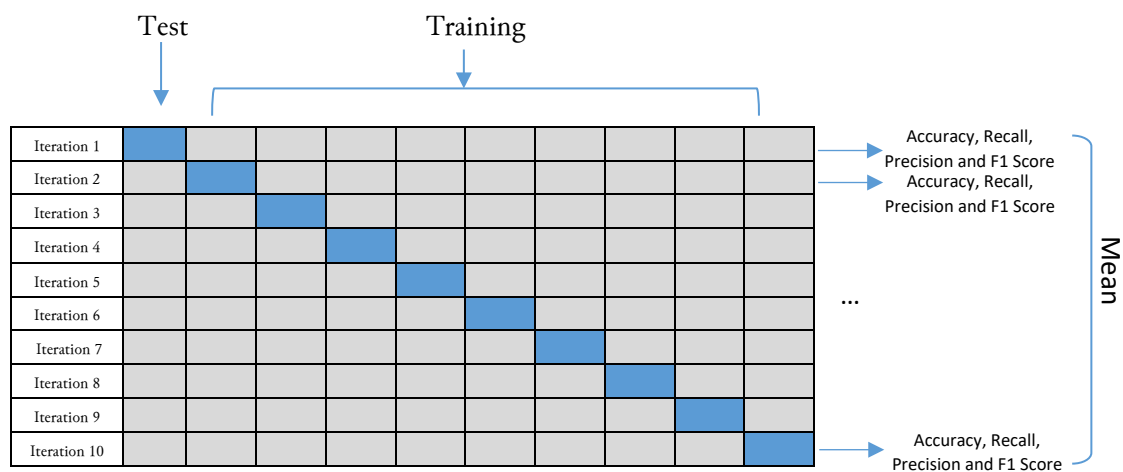 Test
Training
Iteration 1
Accuracy, Recall,
Precision and F1 Score
Iteration 2
Accuracy, Recall,
Precision and F1 Score
Iteration 3
Iteration 4
Iteration 5
Iteration 6
...
Iteration 7
Iteration 8
Iteration 9
Iteration 10
Accuracy, Recall,
Precision and F1 Score
Mean